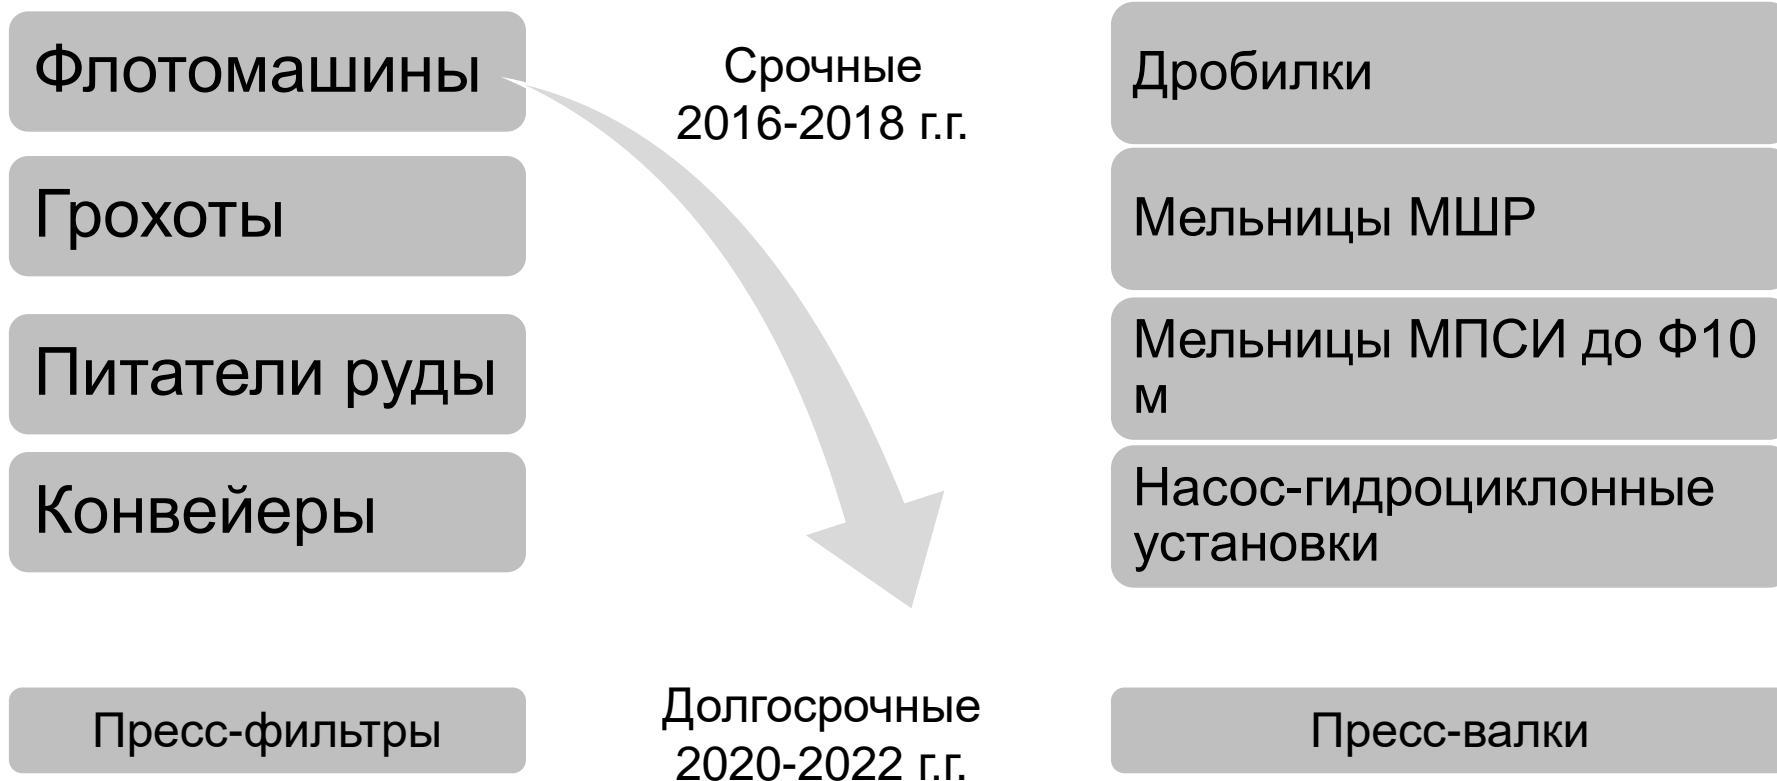 Флотомашины
Грохоты
Питатели руды
Конвейеры
Срочные
2016-2018 г.г.
Дробилки
Мельницы МШР
Мельницы МПСИ до Ф10
м
Насос-гидроциклонные
установки
Пресс-фильтры
Долгосрочные
2020-2022 г.г.
Пресс-валки